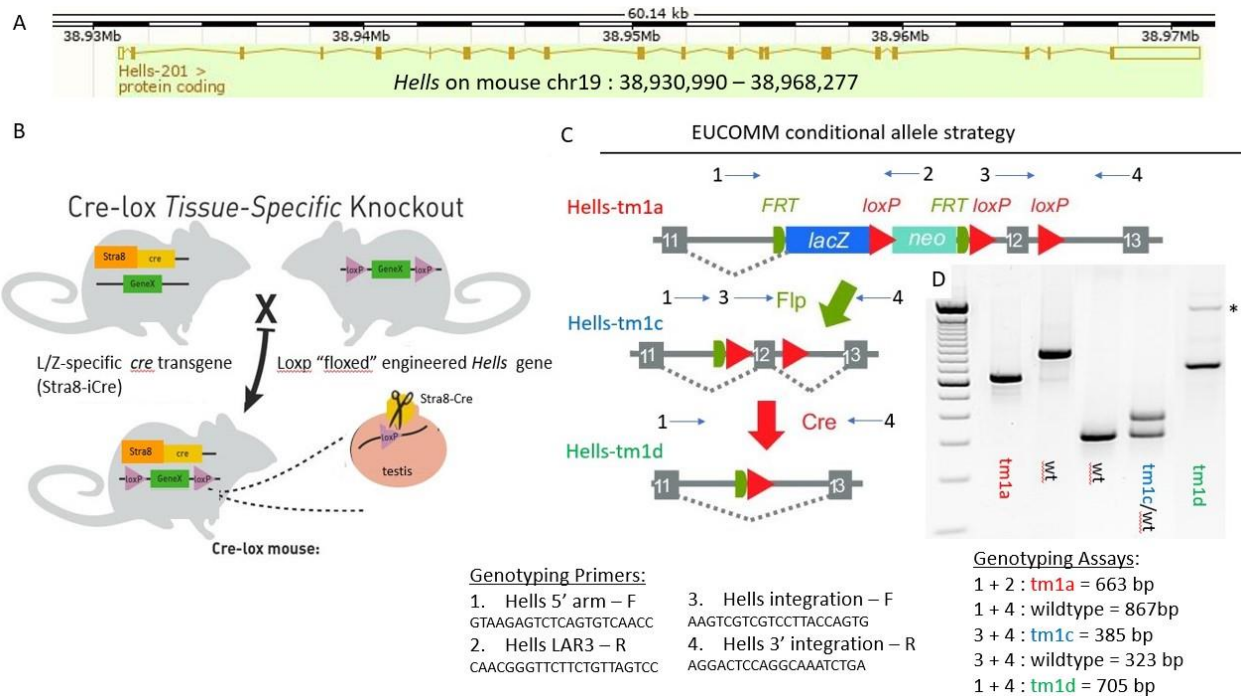 A
60.14 kb
38.93Mb 38.94Mb 38.95Mb 38.96Mb 38.97Mb
Hells-201 >
protein coding
Hells on mouse chr19 : 38,930,990 – 38,968,277
B
Cre-lox Tissue-Specific Knockout
Stra8 cre
GeneX
loxP GeneX loxP
X
L/Z-specific cre transgene
(Stra8-iCre)
Loxp “floxed” engineered Hells gene
Stra8 cre
loxP GeneX loxP
Stra8-Cre
loxP
testis
Cre-lox mouse:
C
EUCOMM conditional allele strategy
1 2 3 4
Hells-tm1a
FRT loxP FRT loxP loxP
11 lacZ neo 12 13
1 3 Flp 4
Hells-tm1c
11 12 13
1 Cre 4
Hells-tm1d
11 13
D
*
tm1a
wt
wt
tm1c/wt
tm1d
Genotyping Primers:
1. Hells 5' arm – F
GTAAGAGTCTCAGTGTCAACC
2. Hells LAR3 – R
CAACGGGTTCTTCTGTTAGTCC
3. Hells integration – F
AAGTCGTCGTCCTTACCAGTG
4. Hells 3' integration – R
AGGACTCCAGGCAAATCTGA
Genotyping Assays:
1 + 2 : tm1a = 663 bp
1 + 4 : wildtype = 867bp
3 + 4 : tm1c = 385 bp
3 + 4 : wildtype = 323 bp
1 + 4 : tm1d = 705 bp